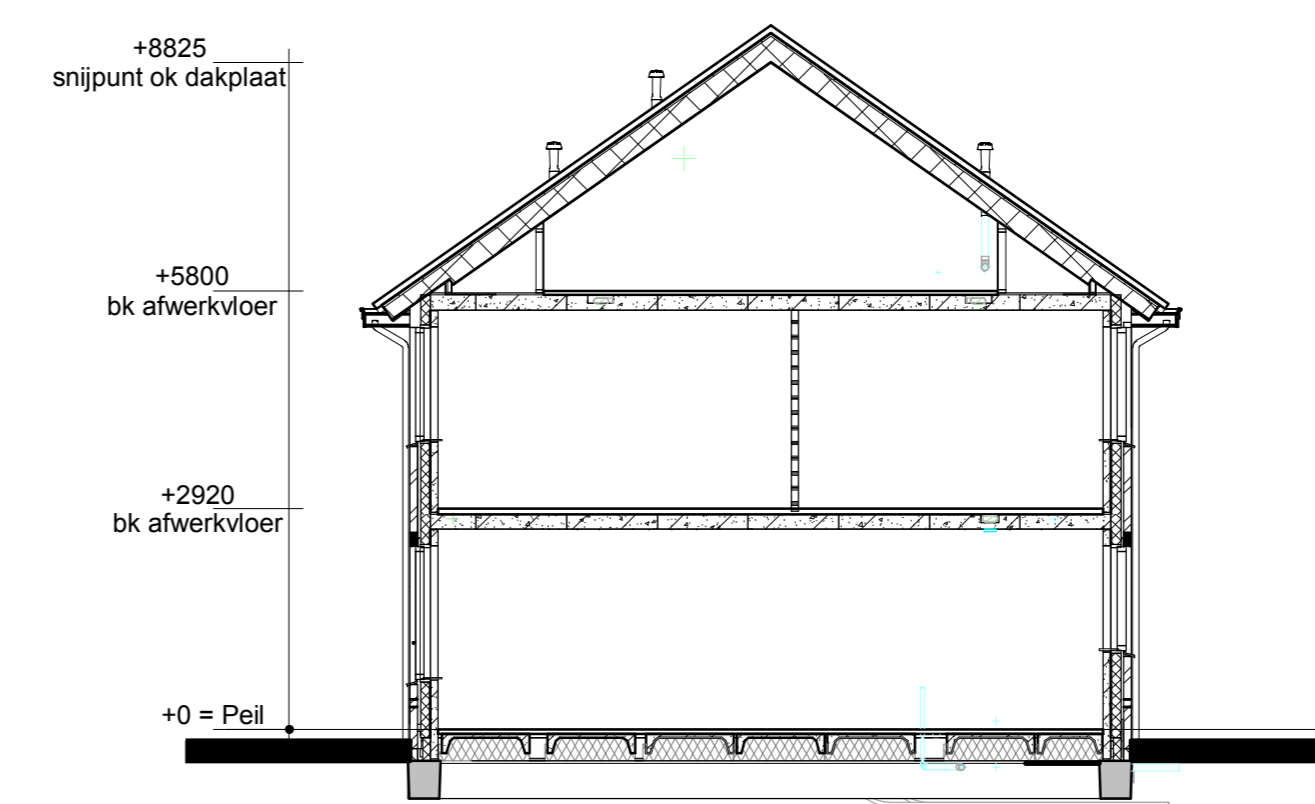 +8825
snijpunt ok dakplaat
+5800
bk afwerkvloer
+2920
bk afwerkvloer
+0 = Peil